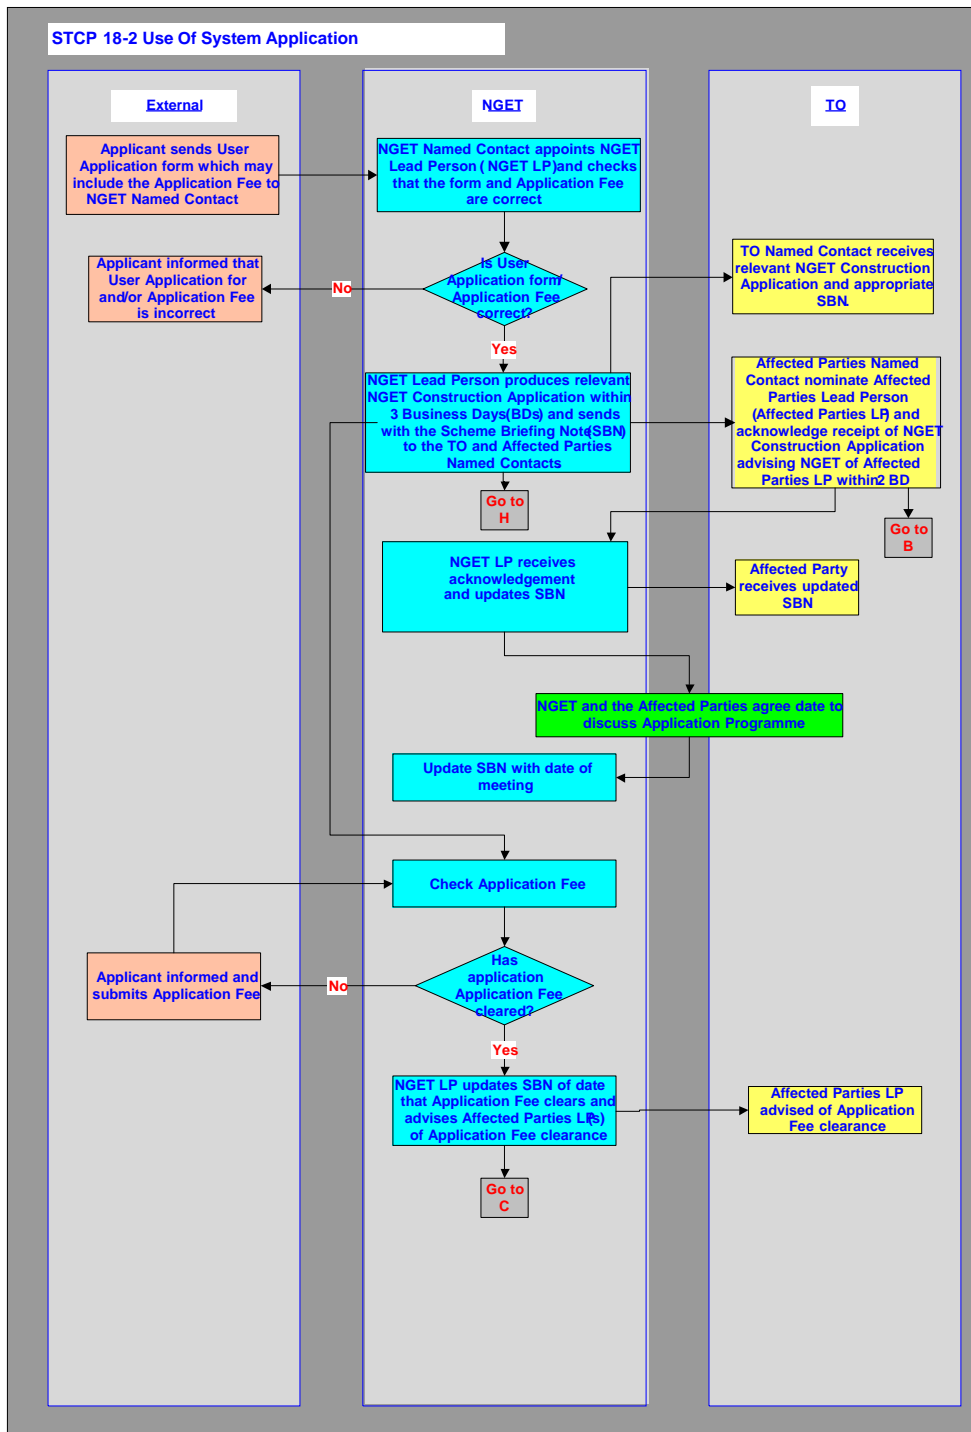 STCP 18-2 Use Of System Application
External
NGET
TO
Applicant sends User
Application form which may
include the Application Fee to
NGET Named Contact
NGET Named Contact appoints NGET
Lead Person ( NGET LP) and checks
that the form and Application Fee
are correct
Is User
Application form/
Application Fee
correct?
No
Applicant informed that
User Application for
and/or Application Fee
is incorrect
TO Named Contact receives
relevant NGET Construction
Application and appropriate
SBN.
Yes
NGET Lead Person produces relevant
NGET Construction Application within
3 Business Days(BDs) and sends
with the Scheme Briefing Note(SBN)
to the TO and Affected Parties
Named Contacts
Affected Parties Named
Contact nominate Affected
Parties Lead Person
(Affected Parties LP) and
acknowledge receipt of NGET
Construction Application
advising NGET of Affected
Parties LP within 2 BD
Go to
H
Go to
B
NGET LP receives
acknowledgement
and updates SBN
Affected Party
receives updated
SBN
NGET and the Affected Parties agree date to
discuss Application Programme
Update SBN with date of
meeting
Check Application Fee
Has
application
Application Fee
cleared?
No
Applicant informed and
submits Application Fee
Yes
NGET LP updates SBN of date
that Application Fee clears and
advises Affected Parties LP(s)
of Application Fee clearance
Affected Parties LP
advised of Application
Fee clearance
Go to
C